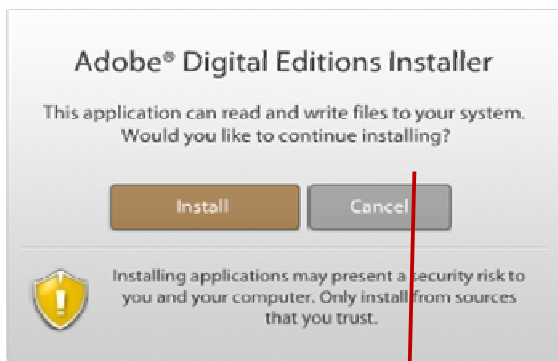 Adobe® Digital Editions Installer
This application can read and write files to your system.
Would you like to continue installing?
Install
Cancel
Installing applications may present a security risk to
you and your computer. Only install from sources
that you trust.